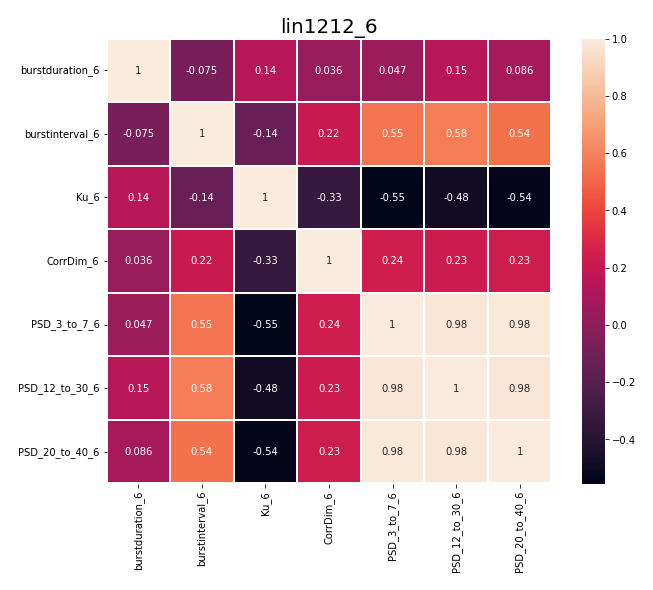 lin1212_6
burstduration_6 1 -0.075 0.14 0.036 0.047 0.15 0.086
burstinterval_6 -0.075 1 -0.14 0.22 0.55 0.58 0.54
Ku_6 0.14 -0.14 1 -0.33 -0.55 -0.48 -0.54
CorrDim_6 0.036 0.22 -0.33 1 0.24 0.23 0.23
PSD_3_to_7_6 0.047 0.55 -0.55 0.24 1 0.98 0.98
PSD_12_to_30_6 0.15 0.58 -0.48 0.23 0.98 1 0.98
PSD_20_to_40_6 0.086 0.54 -0.54 0.23 0.98 0.98 1
burstduration_6
burstinterval_6
Ku_6
CorrDim_6
PSD_3_to_7_6
PSD_12_to_30_6
PSD_20_to_40_6
1.0
0.8
0.6
0.4
0.2
0.0
−0.2
−0.4